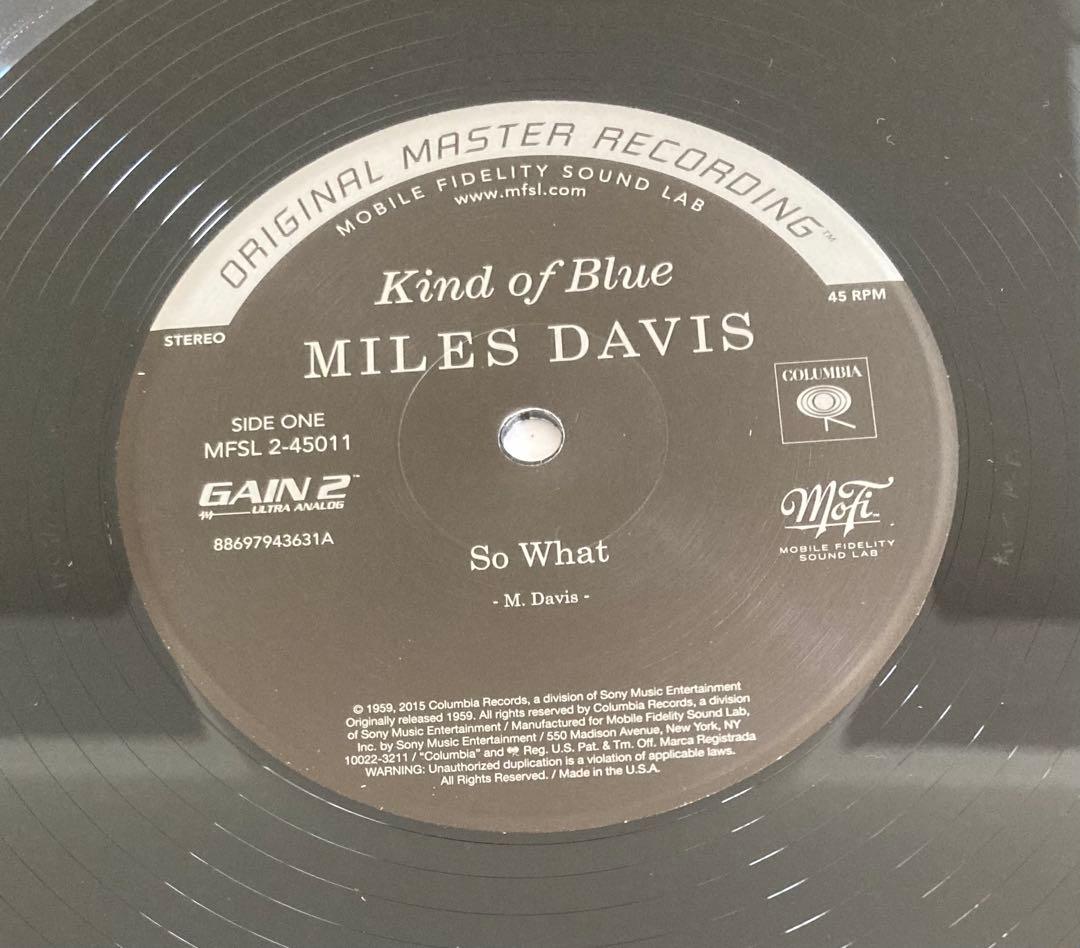 ORIGINAL MASTER RECORDING™
MOBILE FIDELITY SOUND LAB
www.mfsl.com
Kind of Blue
MILES DAVIS
STEREO
45 RPM
SIDE ONE
MFSL 2-45011
GAIN 2™
ULTRA ANALOG
88697943631A
COLUMBIA
MoFi™
MOBILE FIDELITY
SOUND LAB
So What
- M. Davis -
© 1959, 2015 Columbia Records, a division of Sony Music Entertainment
Originally released 1959. All rights reserved by Columbia Records, a division
of Sony Music Entertainment / Manufactured for Mobile Fidelity Sound Lab,
Inc. by Sony Music Entertainment / 550 Madison Avenue, New York, NY
10022-3211 / "Columbia" and Reg. U.S. Pat. & Tm. Off. Marca Registrada
WARNING: Unauthorized duplication is a violation of applicable laws.
All Rights Reserved. / Made in the U.S.A.